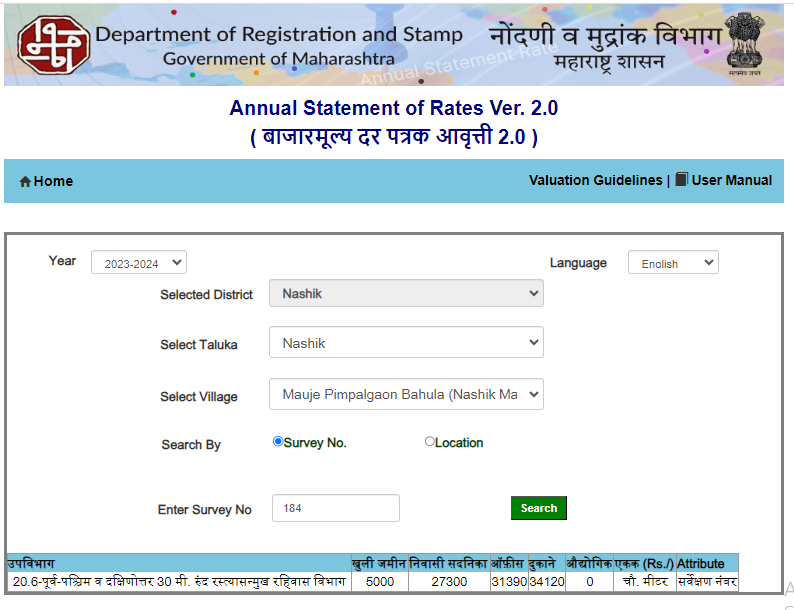 Department of Registration and Stamp
Government of Maharashtra
नोंदणी व मुद्रांक विभाग
महाराष्ट्र शासन
Annual Statement Rate
Annual Statement of Rates Ver. 2.0
( बाजारमूल्य दर पत्रक आवृत्ती 2.0 )
Home Valuation Guidelines | User Manual
Year 2023-2024 Language English
Selected District Nashik
Select Taluka Nashik
Select Village Mauje Pimpalgaon Bahula (Nashik Ma
Search By Survey No. Location
Enter Survey No 184 Search
उपविभाग खुली जमीन निवासी सदनिका ऑफ़ीस दुकाने औद्योगिक एकक (Rs./) Attribute
20.6-पूर्व-पश्चिम व दक्षिणोत्तर 30 मी. रुंद रस्त्यासन्मुख रहिवास विभाग 5000 27300 31390 34120 0 चौ. मीटर सर्वेक्षण नंबर